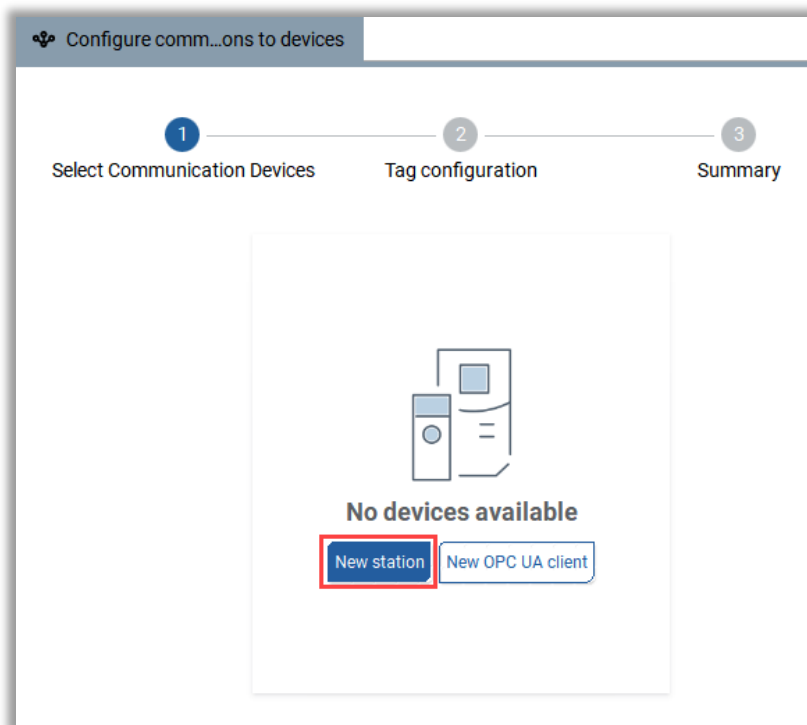 Configure comm...ons to devices
1
2
3
Select Communication Devices
Tag configuration
Summary
No devices available
New station
New OPC UA client